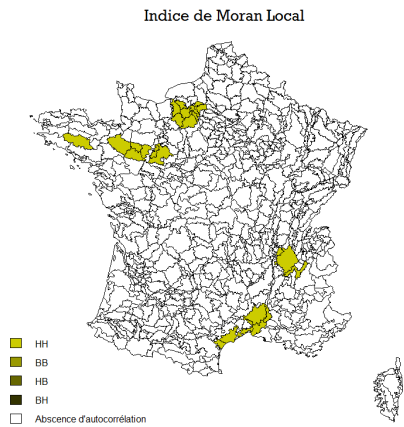 Indice de Moran Local
HH
BB
HB
BH
Abscence d'autocorrélation